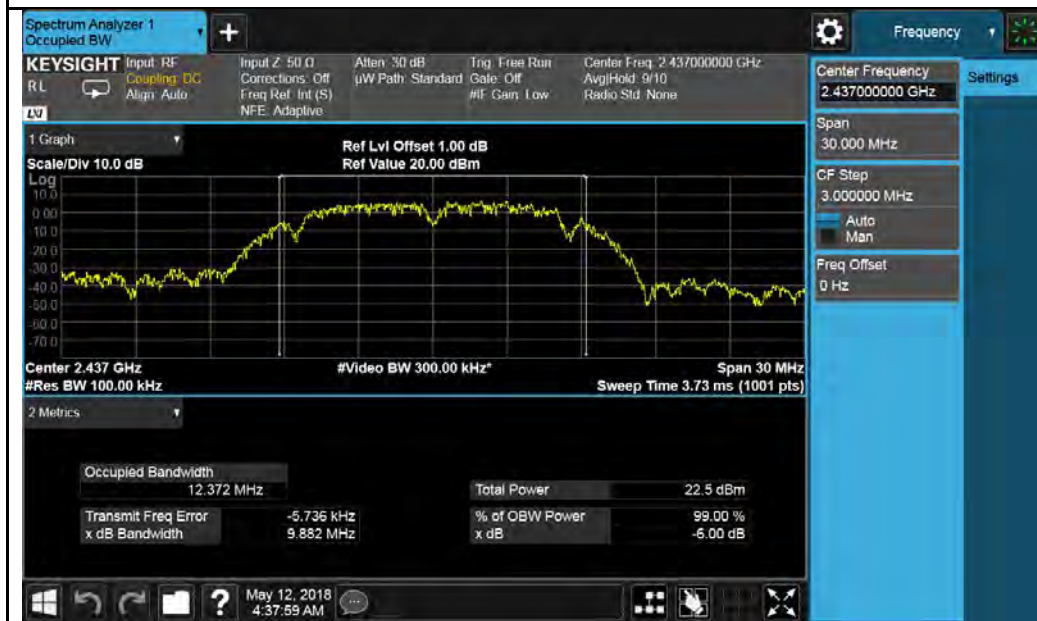 Spectrum Analyzer 1
Occupied BW
+
Frequency
KEYSIGHT
RL
LXI
Input: RF
Coupling: DC
Align: Auto
Input Z: 50 Ω
Corrections: Off
Freq Ref: Int (S)
NFE: Adaptive
Atten: 30 dB
µW Path: Standard
Trig: Free Run
Gate: Off
#IF Gain: Low
Center Freq: 2.437000000 GHz
Avg|Hold: 9/10
Radio Std: None
Center Frequency
2.437000000 GHz
Settings
Span
30.000 MHz
CF Step
3.000000 MHz
Auto
Man
Freq Offset
0 Hz
1 Graph
Scale/Div 10.0 dB
Ref Lvl Offset 1.00 dB
Ref Value 20.00 dBm
Log
10.0
0.00
-10.0
-20.0
-30.0
-40.0
-50.0
-60.0
-70.0
Center 2.437 GHz
#Video BW 300.00 kHz*
Span 30 MHz
#Res BW 100.00 kHz
Sweep Time 3.73 ms (1001 pts)
2 Metrics
Occupied Bandwidth
12.372 MHz
Total Power 22.5 dBm
Transmit Freq Error -5.736 kHz
% of OBW Power 99.00 %
x dB Bandwidth 9.882 MHz
x dB -6.00 dB
?
May 12, 2018
4:37:59 AM